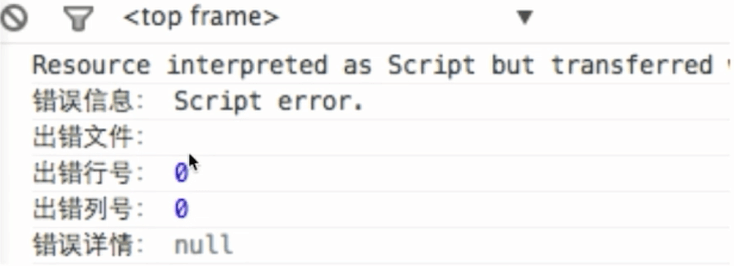 <top frame>
Resource interpreted as Script but transferred
错误信息： Script error.
出错文件：
出错行号： 0
出错列号： 0
错误详情： null